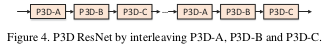 P3D-A P3D-B P3D-C ... P3D-A P3D-B P3D-C
Figure 4. P3D ResNet by interleaving P3D-A, P3D-B and P3D-C.